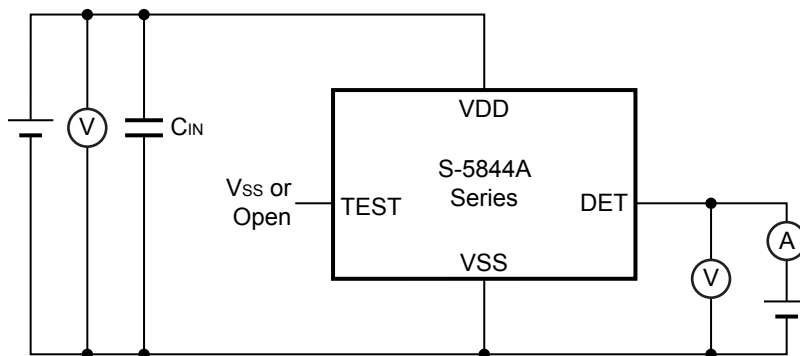 VDD
V
CIN
S-5844A
Series
VSS or
Open
TEST
DET
A
VSS
V